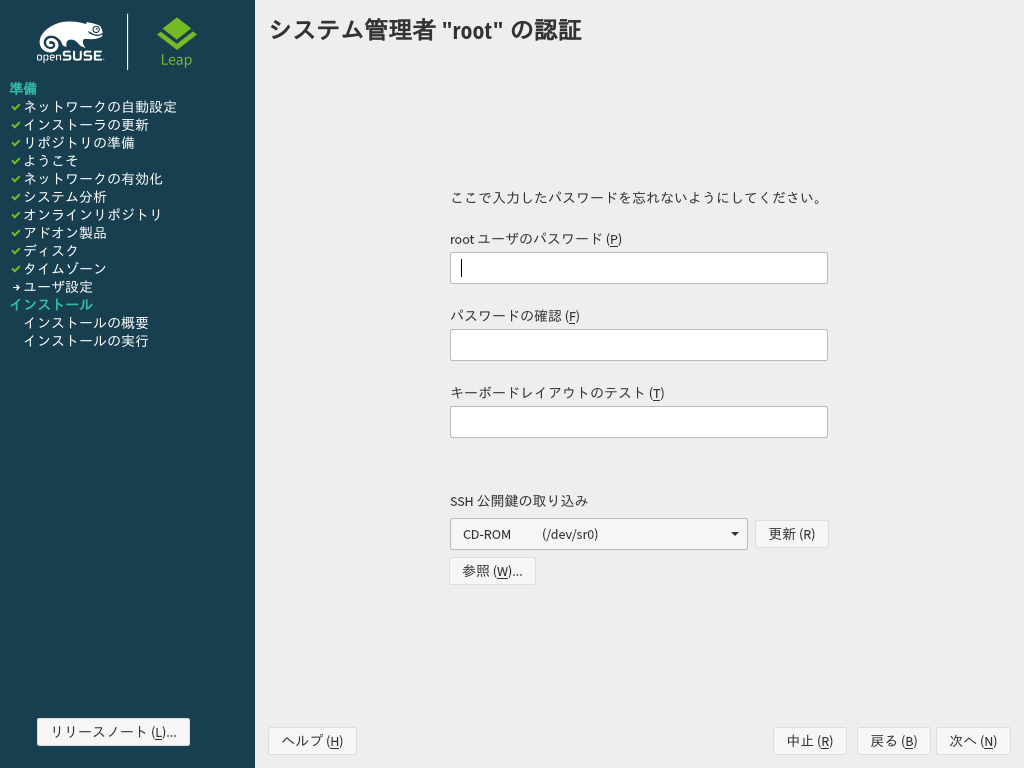 openSUSE
Leap
準備
ネットワークの自動設定
インストーラの更新
リポジトリの準備
ようこそ
ネットワークの有効化
システム分析
オンラインリポジトリ
アドオン製品
ディスク
タイムゾーン
ユーザ設定
インストール
インストールの概要
インストールの実行
リリースノート (L)...
システム管理者 "root" の認証
ここで入力したパスワードを忘れないようにしてください。
root ユーザのパスワード (P)
パスワードの確認 (F)
キーボードレイアウトのテスト (T)
SSH 公開鍵の取り込み
CD-ROM (/dev/sr0)
更新 (R)
参照 (W)...
ヘルプ (H)
中止 (R)
戻る (B)
次へ (N)